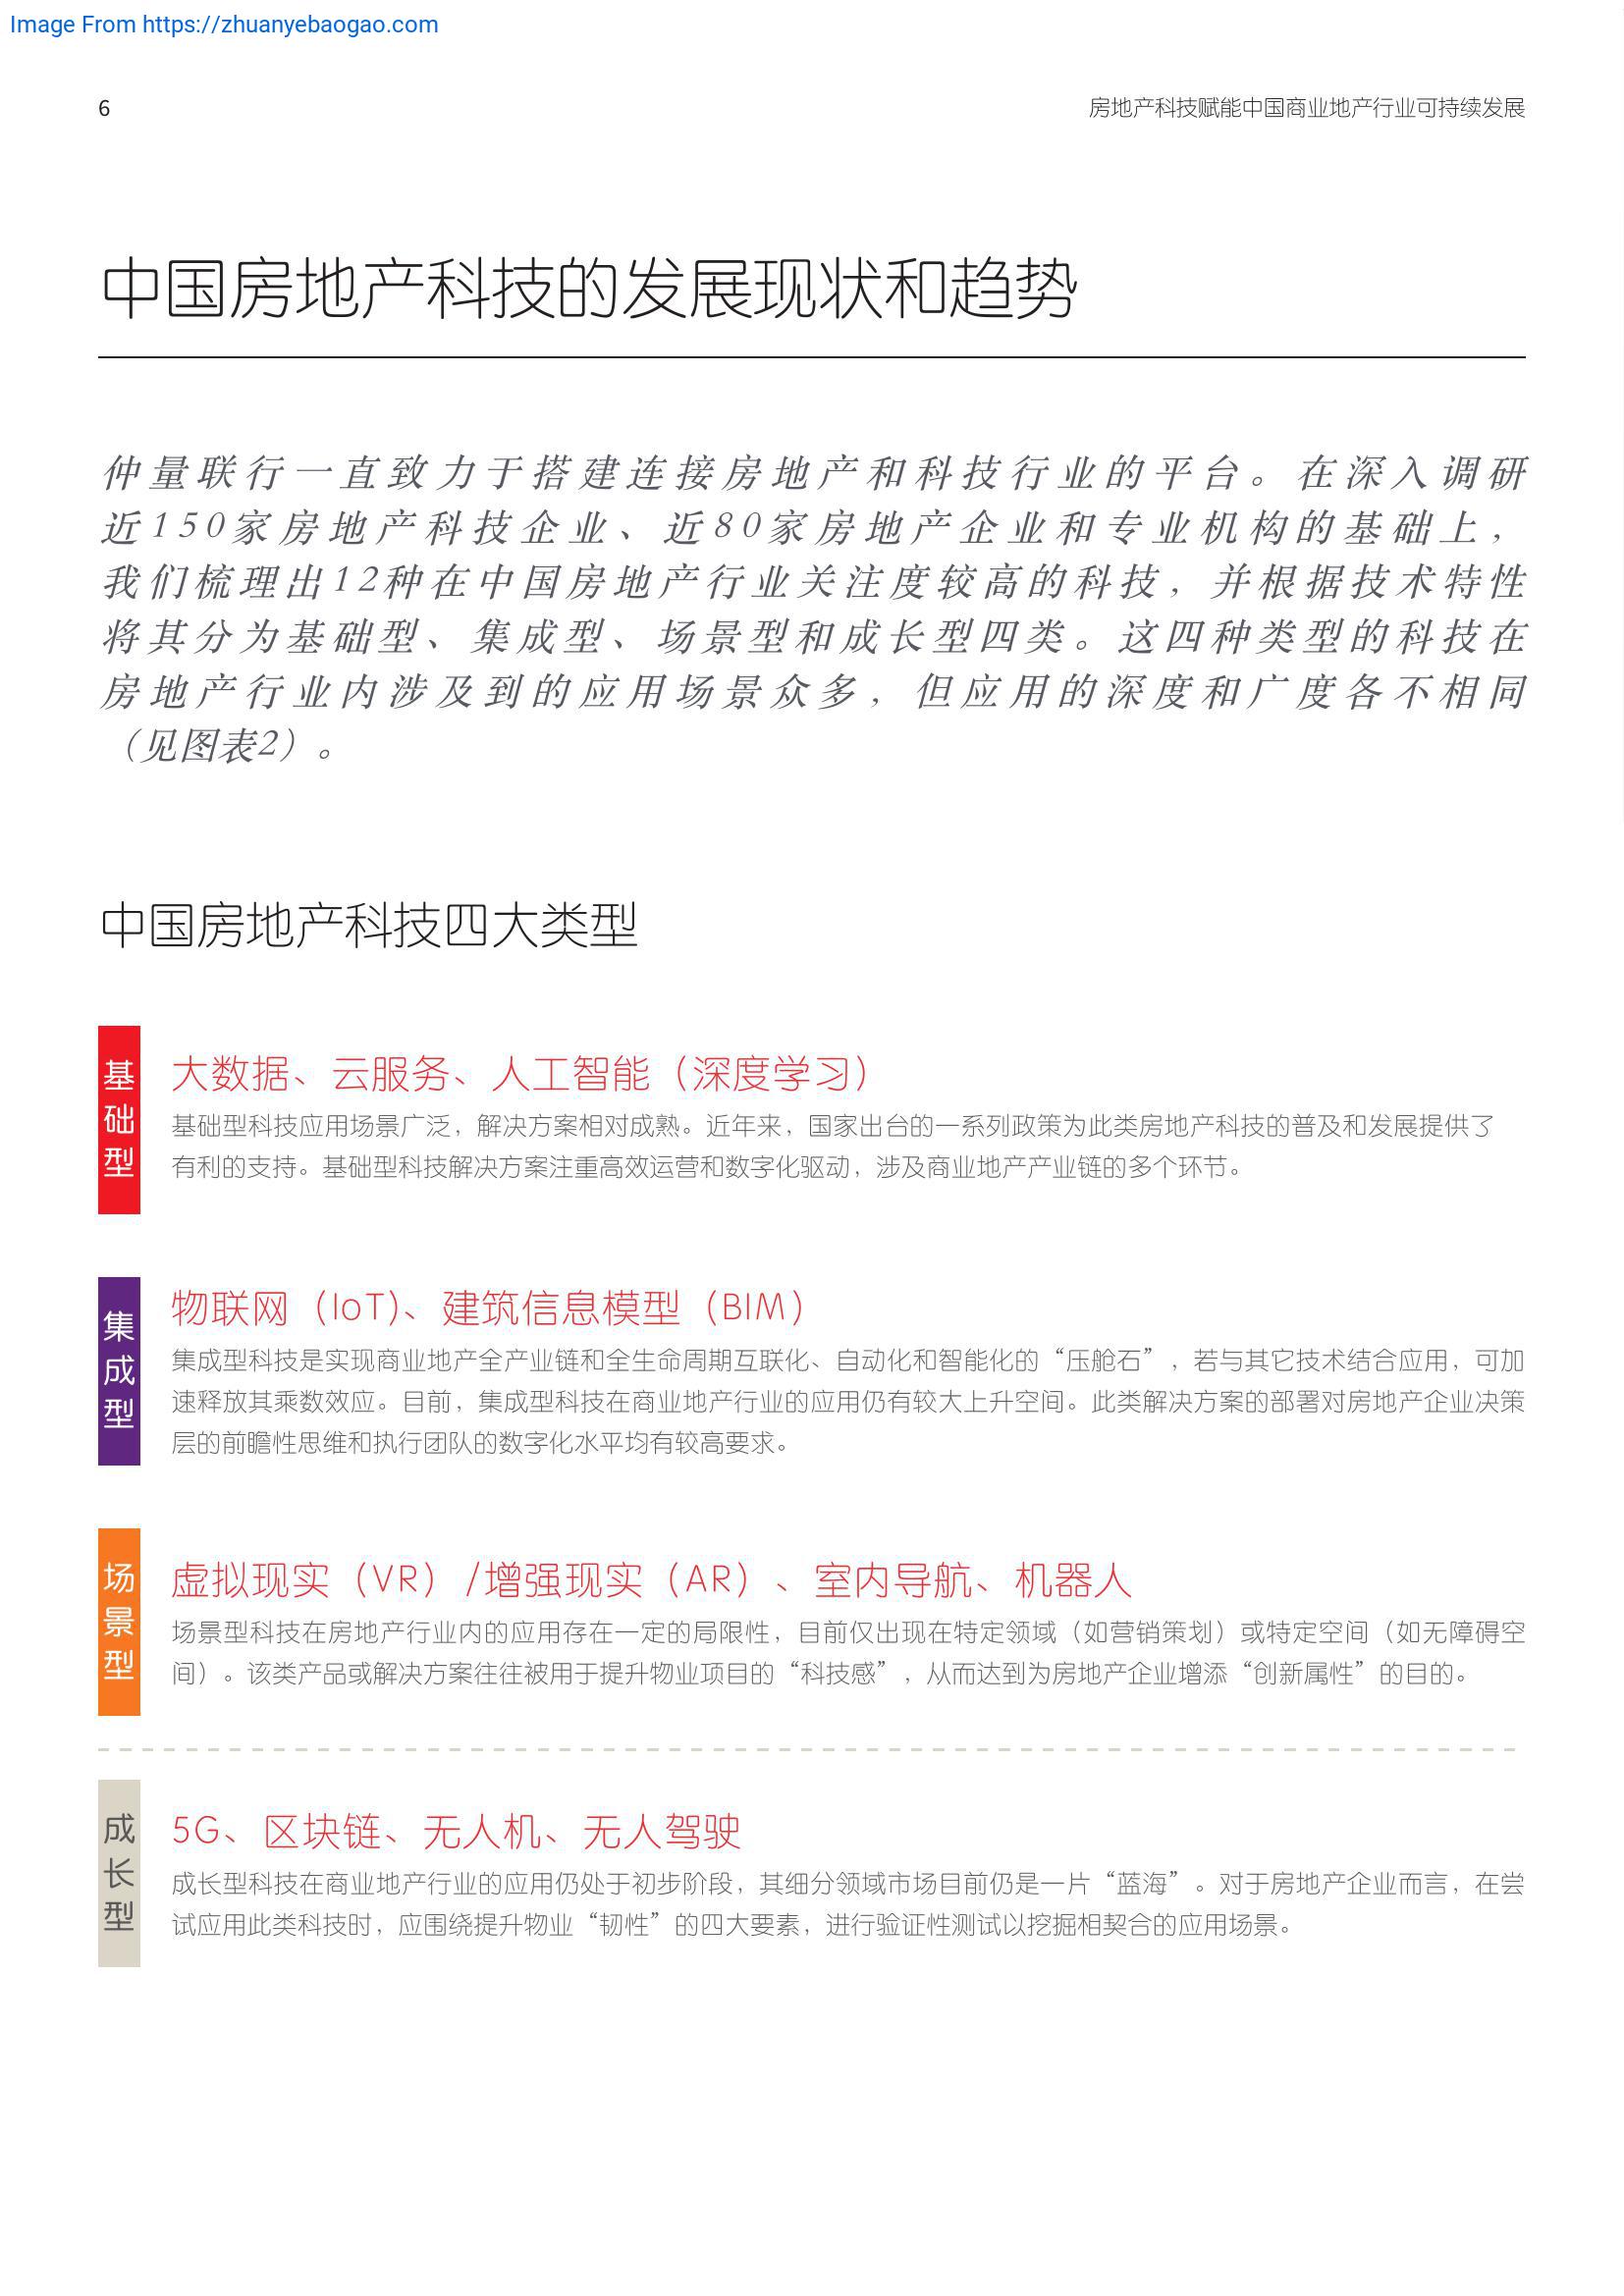 Image From https://zhuanyebaogao.com
6
房地产科技赋能中国商业地产行业可持续发展
中国房地产科技的发展现状和趋势
仲量联行一直致力于搭建连接房地产和科技行业的平台。在深入调研
近150家房地产科技企业、近80家房地产企业和专业机构的基础上，
我们梳理出12种在中国房地产行业关注度较高的科技，并根据技术特性
将其分为基础型、集成型、场景型和成长型四类。这四种类型的科技在
房地产行业内涉及到的应用场景众多，但应用的深度和广度各不相同
（见图表2）。
中国房地产科技四大类型
基础型
大数据、云服务、人工智能（深度学习）
基础型科技应用场景广泛，解决方案相对成熟。近年来，国家出台的一系列政策为此类房地产科技的普及和发展提供了
有利的支持。基础型科技解决方案注重高效运营和数字化驱动，涉及商业地产产业链的多个环节。
集成型
物联网（IoT）、建筑信息模型（BIM）
集成型科技是实现商业地产全产业链和全生命周期互联化、自动化和智能化的“压舱石”，若与其它技术结合应用，可加
速释放其乘数效应。目前，集成型科技在商业地产行业的应用仍有较大上升空间。此类解决方案的部署对房地产企业决策
层的前瞻性思维和执行团队的数字化水平均有较高要求。
场景型
虚拟现实（VR）/增强现实（AR）、室内导航、机器人
场景型科技在房地产行业内的应用存在一定的局限性，目前仅出现在特定领域（如营销策划）或特定空间（如无障碍空
间）。该类产品或解决方案往往被用于提升物业项目的“科技感”，从而达到为房地产企业增添“创新属性”的目的。
成长型
5G、区块链、无人机、无人驾驶
成长型科技在商业地产行业的应用仍处于初步阶段，其细分领域市场目前仍是一片“蓝海”。对于房地产企业而言，在尝
试应用此类科技时，应围绕提升物业“韧性”的四大要素，进行验证性测试以挖掘相契合的应用场景。